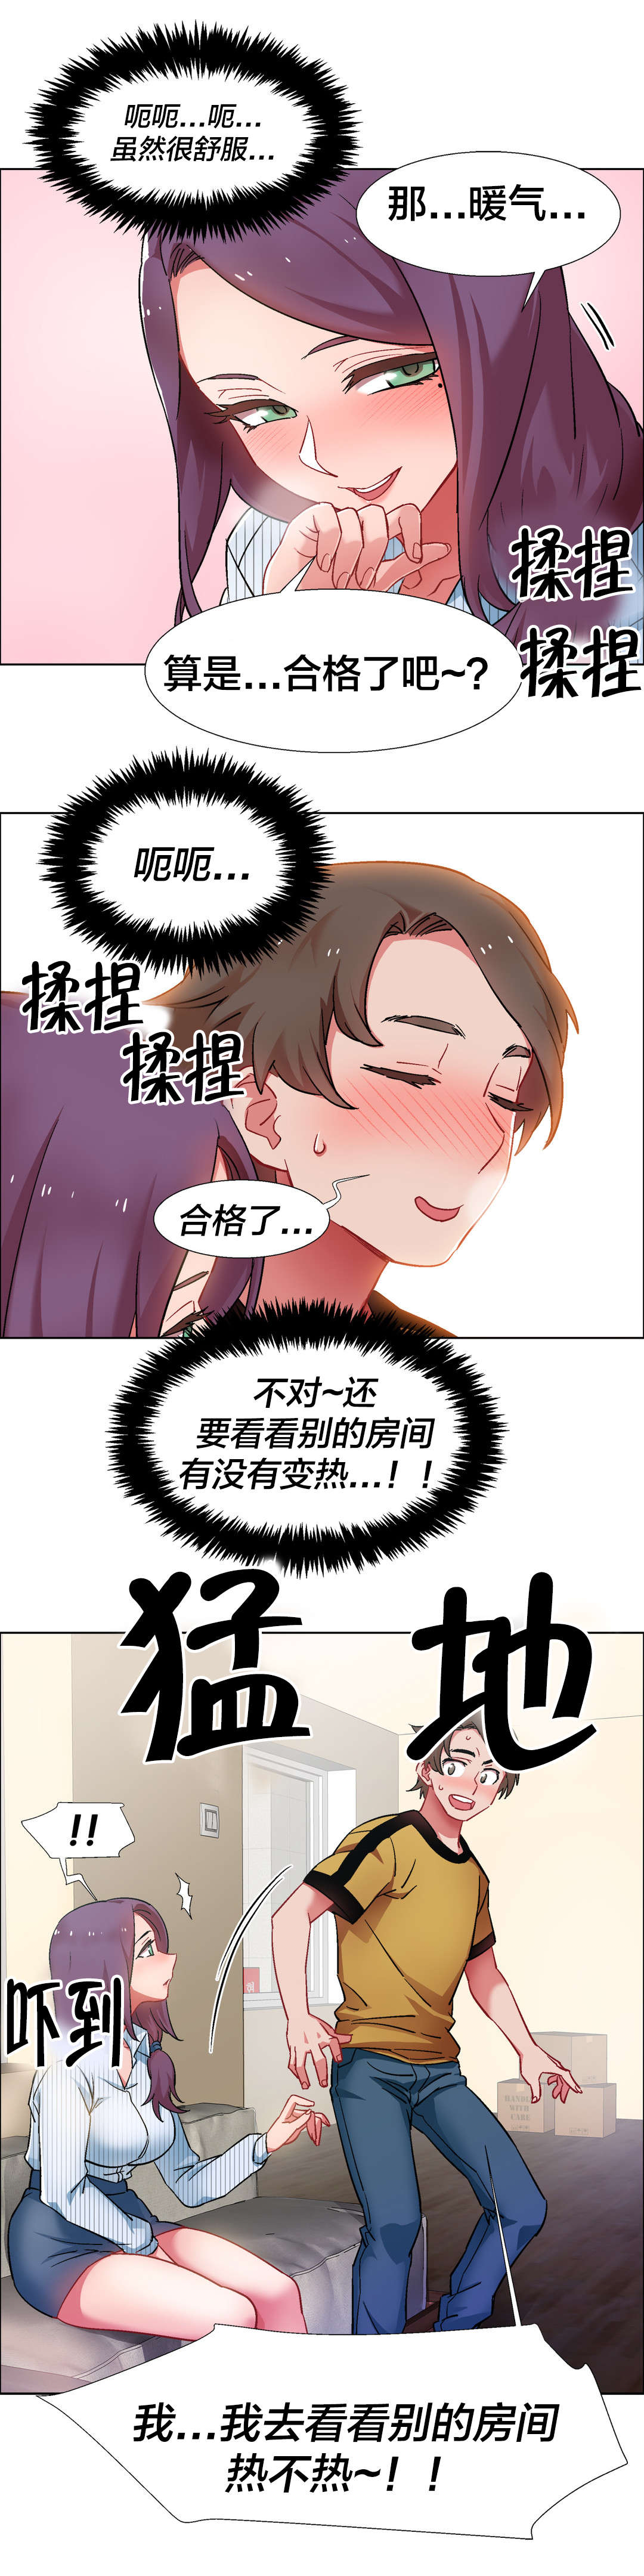 呃呃...呃...
虽然很舒服...
那...暖气...
揉捏
揉捏
算是...合格了吧~?
呃呃...
揉捏
揉捏
合格了...
不对~还
要看看别的房间
有没有变热...！！
猛地
!!
吓到
HANDLE
WITH
CARE
我...我去看看别的房间
热不热~！！